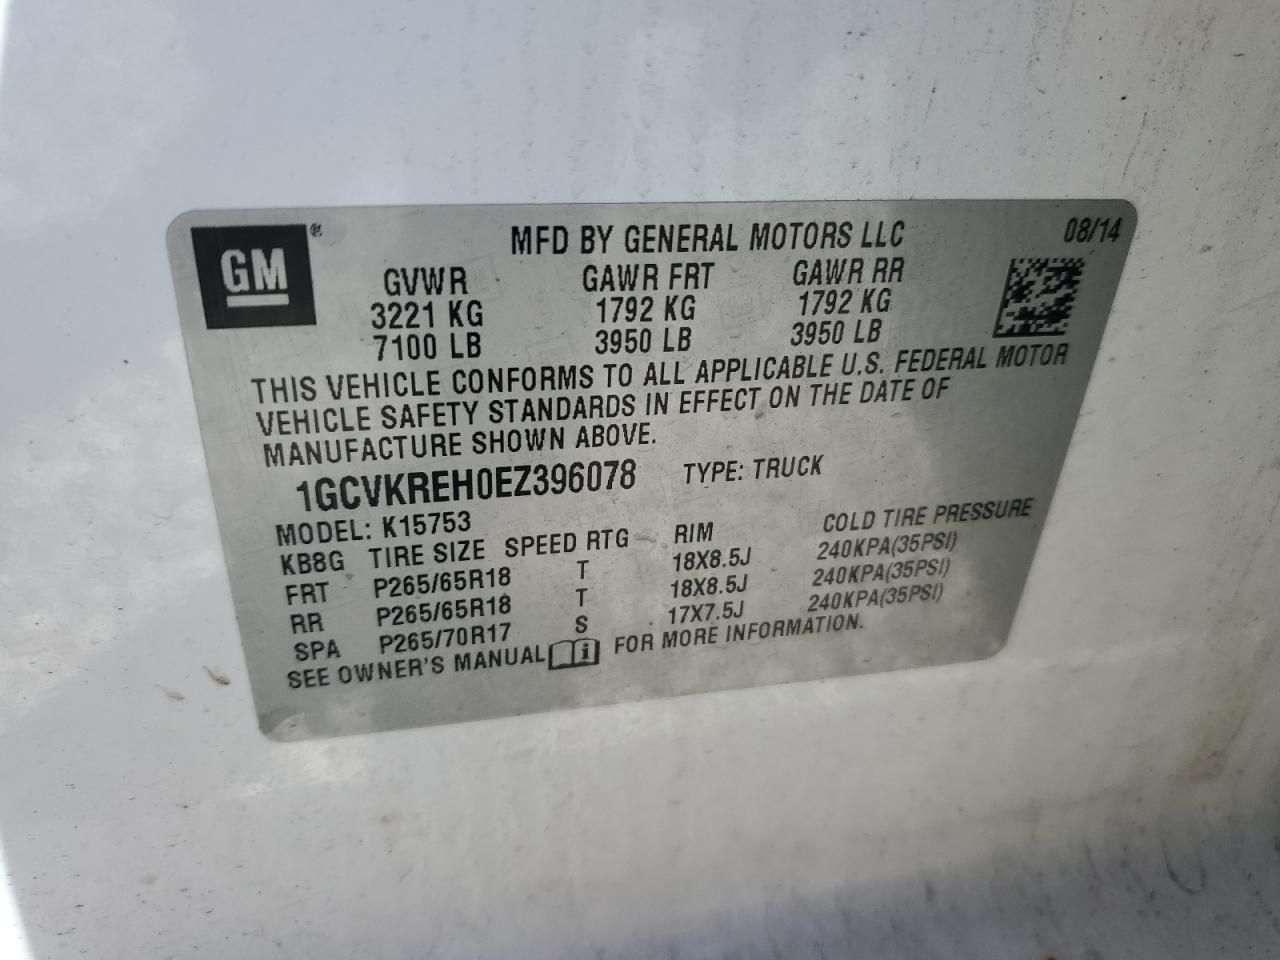 GM ® MFD BY GENERAL MOTORS LLC 08/14
GVWR GAWR FRT GAWR RR
3221 KG 1792 KG 1792 KG
7100 LB 3950 LB 3950 LB
THIS VEHICLE CONFORMS TO ALL APPLICABLE U.S. FEDERAL MOTOR
VEHICLE SAFETY STANDARDS IN EFFECT ON THE DATE OF
MANUFACTURE SHOWN ABOVE.
1GCVKREH0EZ396078 TYPE: TRUCK
MODEL: K15753
KB8G TIRE SIZE SPEED RTG RIM COLD TIRE PRESSURE
FRT P265/65R18 T 18X8.5J 240KPA(35PSI)
RR P265/65R18 T 18X8.5J 240KPA(35PSI)
SPA P265/70R17 S 17X7.5J 240KPA(35PSI)
SEE OWNER'S MANUAL i FOR MORE INFORMATION.